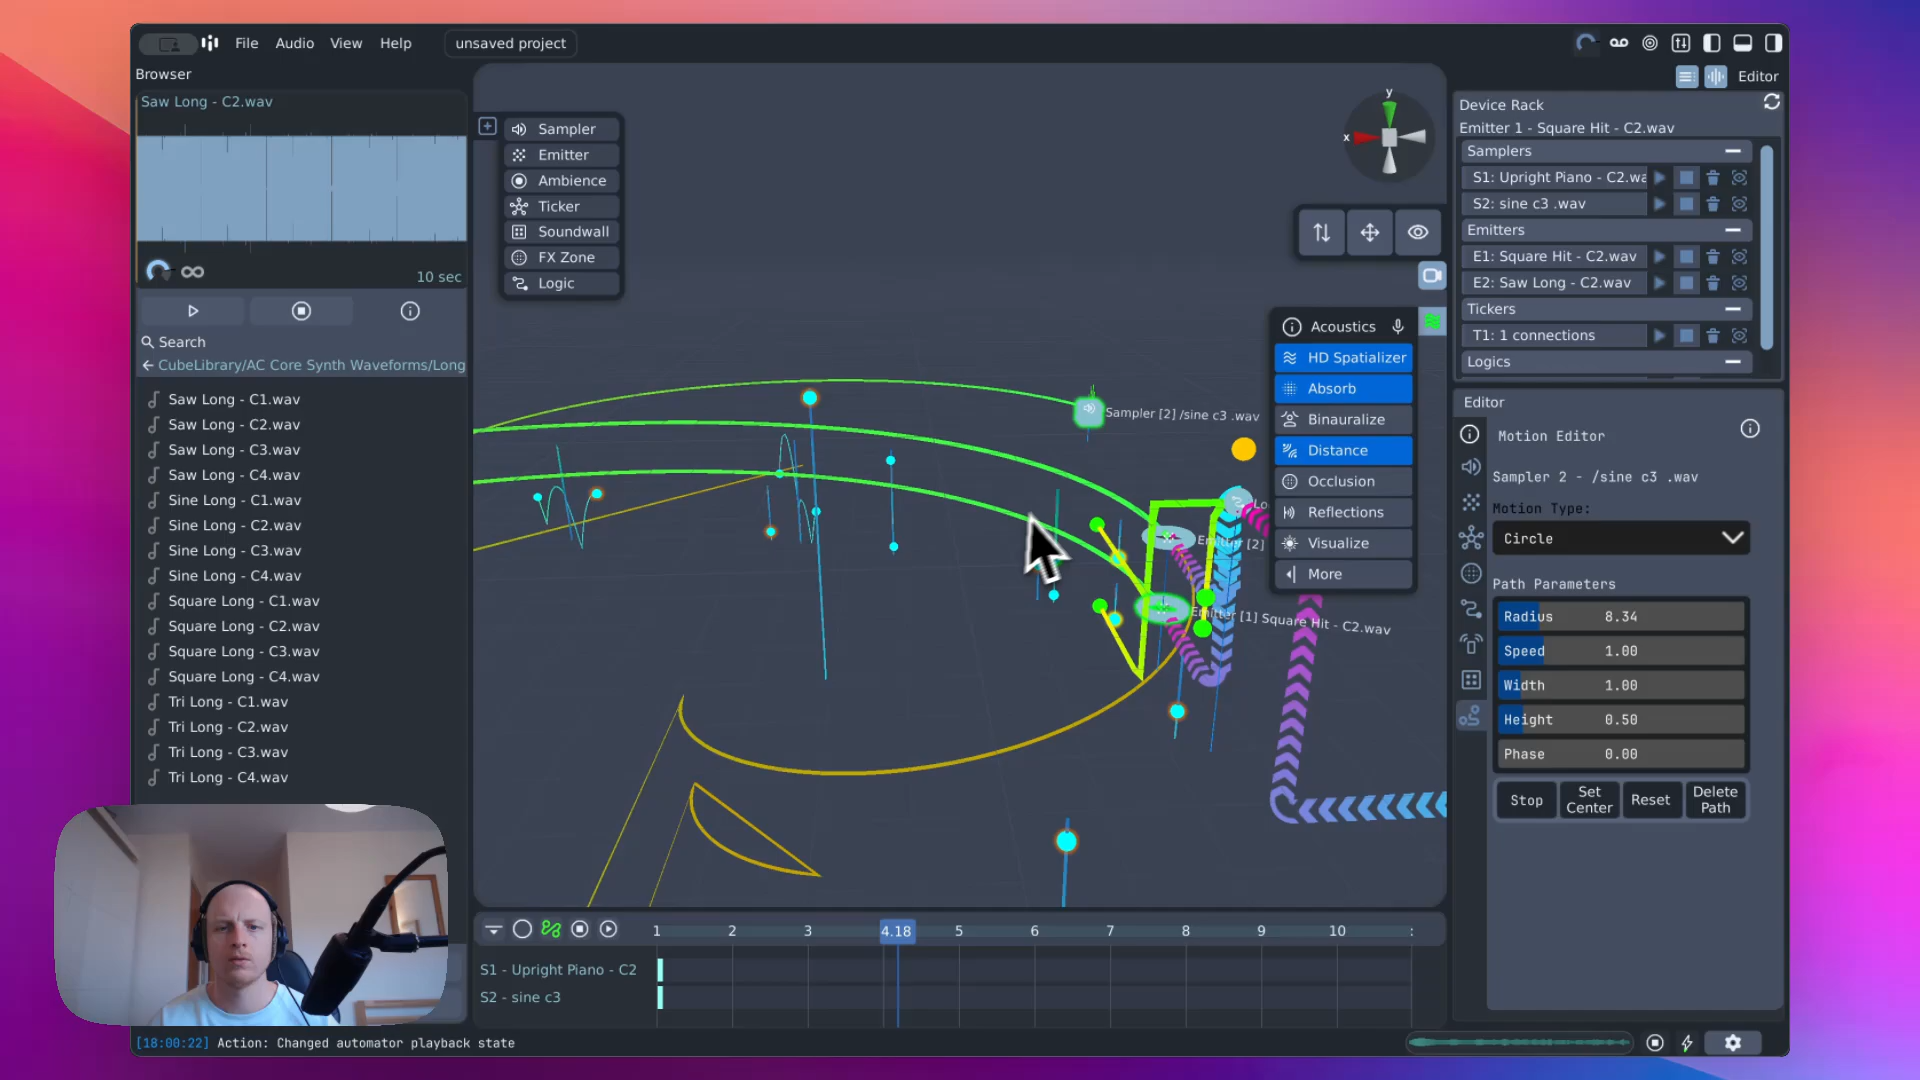 File Audio View Help unsaved project
Browser
Saw Long - C2.wav
10 sec
Search
CubeLibrary/AC Core Synth Waveforms/Long
Saw Long - C1.wav
Saw Long - C2.wav
Saw Long - C3.wav
Saw Long - C4.wav
Sine Long - C1.wav
Sine Long - C2.wav
Sine Long - C3.wav
Sine Long - C4.wav
Square Long - C1.wav
Square Long - C2.wav
Square Long - C3.wav
Square Long - C4.wav
Tri Long - C1.wav
Tri Long - C2.wav
Tri Long - C3.wav
Tri Long - C4.wav
Sampler
Emitter
Ambience
Ticker
Soundwall
FX Zone
Logic
y
x
Sampler [2] /sine c3 .wav
Lo
Emitter [2]
Emitter [1] Square Hit - C2.wav
Acoustics
HD Spatializer
Absorb
Binauralize
Distance
Occlusion
Reflections
Visualize
More
1 2 3 4.18 5 6 7 8 9 10 :
S1 - Upright Piano - C2
S2 - sine c3
Editor
Device Rack
Emitter 1 - Square Hit - C2.wav
Samplers
S1: Upright Piano - C2.wa
S2: sine c3 .wav
Emitters
E1: Square Hit - C2.wav
E2: Saw Long - C2.wav
Tickers
T1: 1 connections
Logics
Editor
Motion Editor
Sampler 2 - /sine c3 .wav
Motion Type:
Circle
Path Parameters
Radius 8.34
Speed 1.00
Width 1.00
Height 0.50
Phase 0.00
Stop
Set Center
Reset
Delete Path
[18:00:22] Action: Changed automator playback state